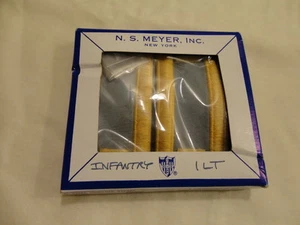 N. S. MEYER, INC.
NEW YORK
INFANTRY ® 1 LT